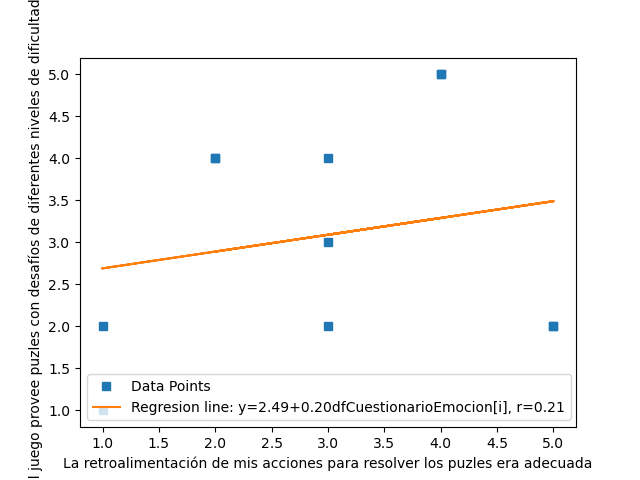 l juego provee puzles con desafíos de diferentes niveles de dificultad
5.0
4.5
4.0
3.5
3.0
2.5
2.0
1.5
1.0
Data Points
Regresion line: y=2.49+0.20dfCuestionarioEmocion[i], r=0.21
1.0 1.5 2.0 2.5 3.0 3.5 4.0 4.5 5.0
La retroalimentación de mis acciones para resolver los puzles era adecuada